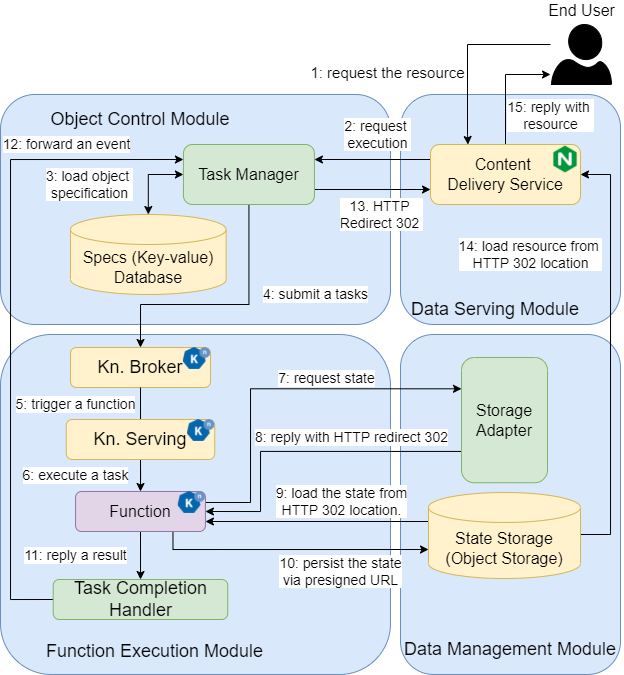 End User
1: request the resource
15: reply with
resource
Object Control Module
12: forward an event
2: request
execution
Task Manager
Content
Delivery Service
N
3: load object
specification
13. HTTP
Redirect 302
Specs (Key-value)
Database
14: load resource from
HTTP 302 location
4: submit a tasks
Data Serving Module
Kn. Broker
K
n
7: request state
5: trigger a function
Storage
Adapter
Kn. Serving
K
n
8: reply with HTTP redirect 302
6: execute a task
Function
K
n
9: load the state from
HTTP 302 location.
State Storage
(Object Storage)
11: reply a result
10: persist the state
via presigned URL
Task Completion
Handler
Function Execution Module
Data Management Module